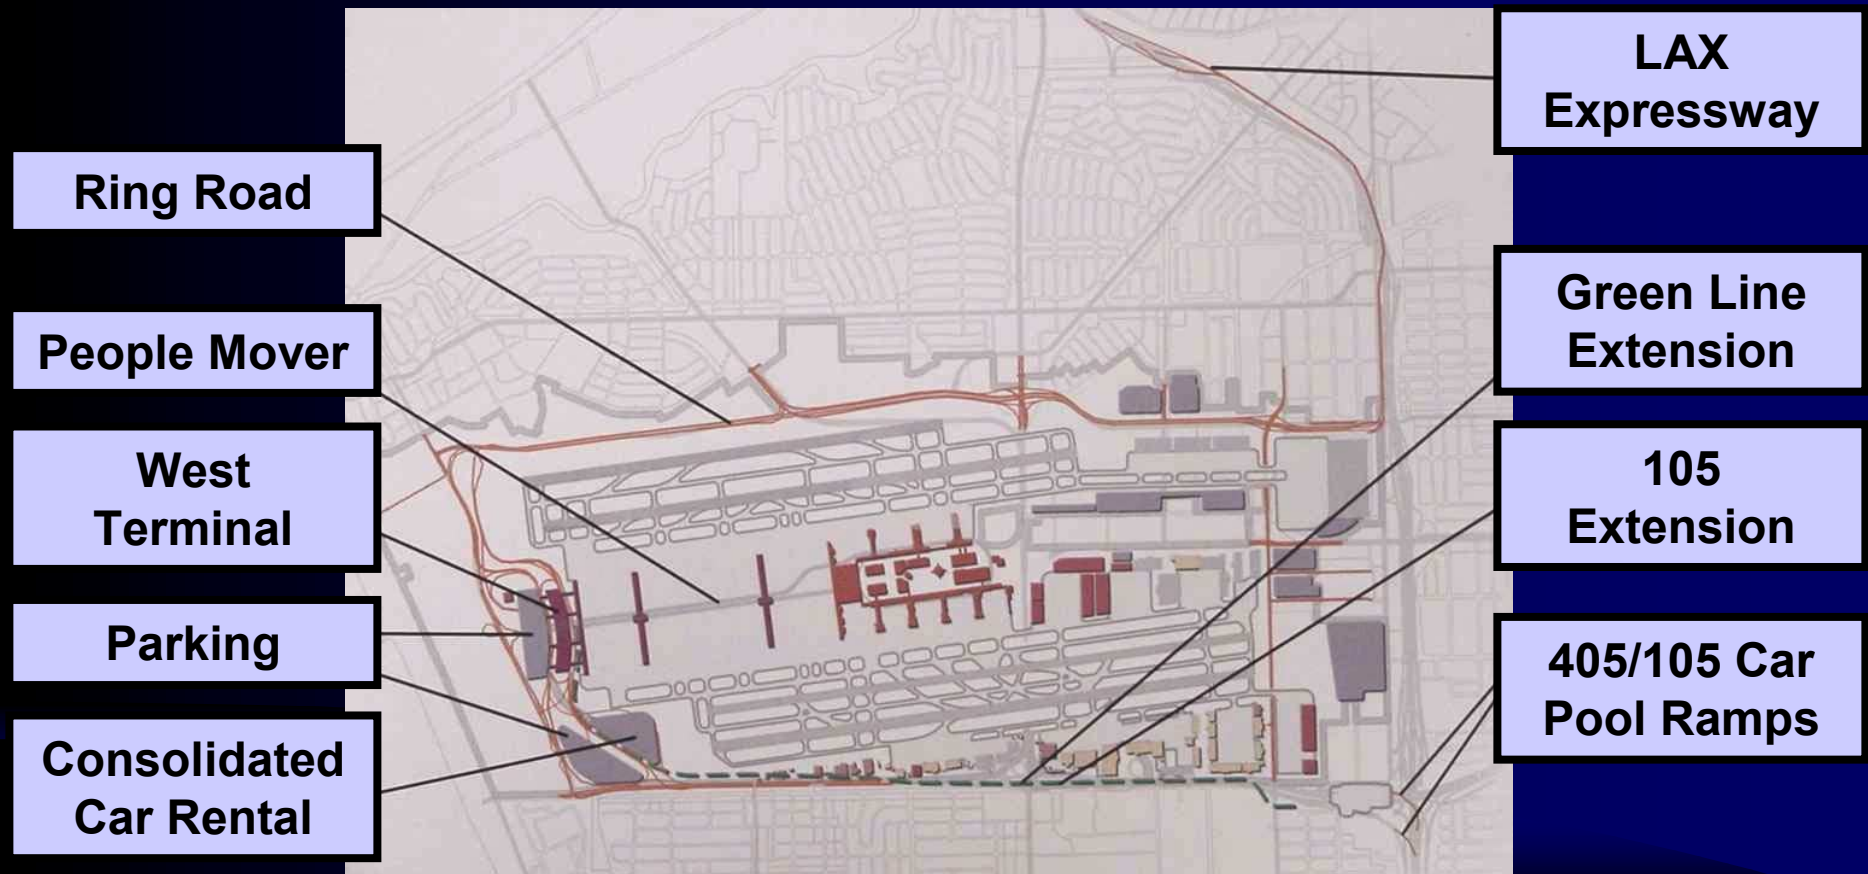 Ring Road
People Mover
West
Terminal
Parking
Consolidated
Car Rental
LAX
Expressway
Green Line
Extension
105
Extension
405/105 Car
Pool Ramps